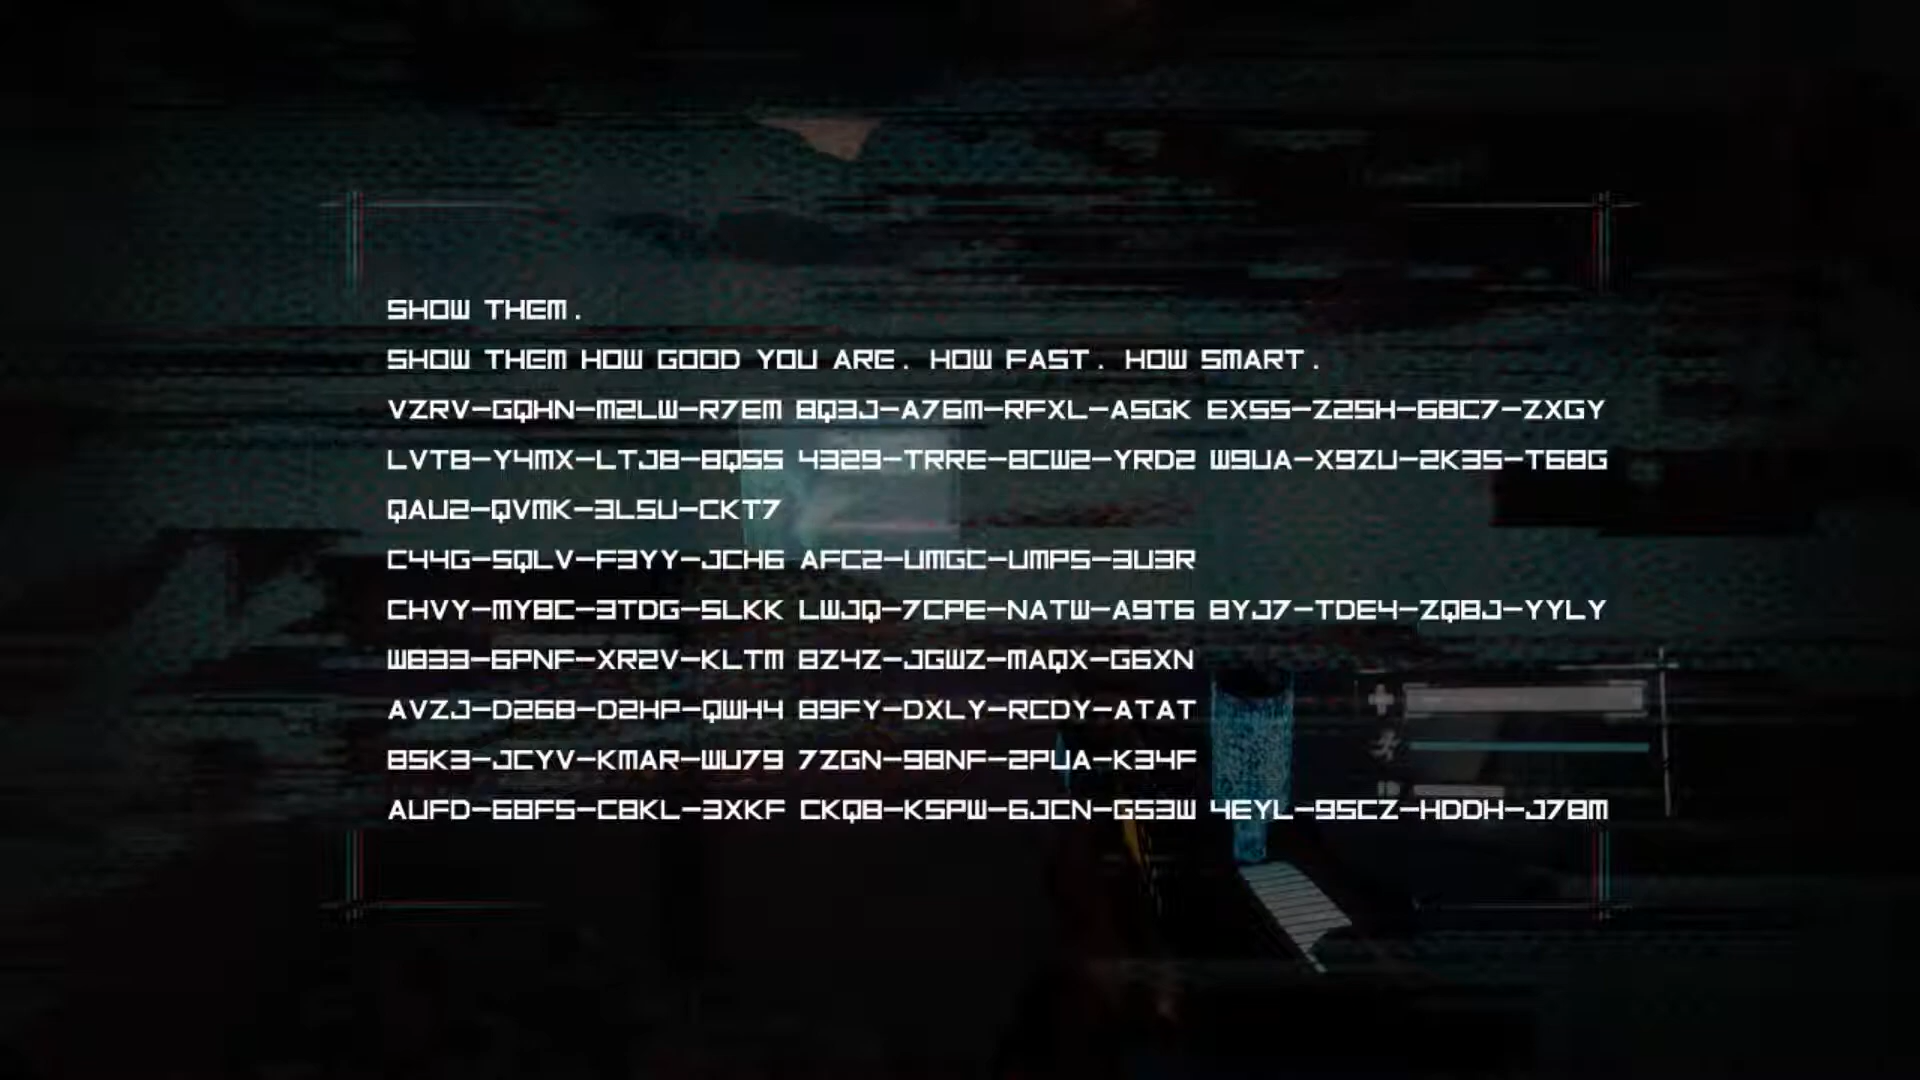 SHOW THEM.
SHOW THEM HOW GOOD YOU ARE. HOW FAST. HOW SMART.
VZRV-GQHN-M2LW-R7EM 8Q3J-A76M-RFXL-A5GK EX55-Z25H-68C7-ZXGY
LVT8-Y4MX-LTJ8-8Q55 4329-TRRE-8CW2-YRD2 W9UA-X9ZU-2K35-T68G
QAU2-QVMK-3L5U-CKT7
C44G-5QLV-F3YY-JCH6 AFC2-UMGC-UMP5-3U3R
CHVY-MY8C-3TDG-5LKK LWJQ-7CPE-NATW-A9T6 8YJ7-TDE4-ZQ8J-YYLY
W833-6PNF-XR2V-KLTM 8Z4Z-JGWZ-MAQX-G6XN
AVZJ-D268-D2HP-QWH4 89FY-DXLY-RCDY-ATAT
85K3-JCYV-KMAR-WU79 7ZGN-98NF-2PUA-K34F
AUFD-68F5-C8KL-3XKF CKQ8-K5PW-6JCN-G53W 4EYL-95CZ-HDDH-J78M